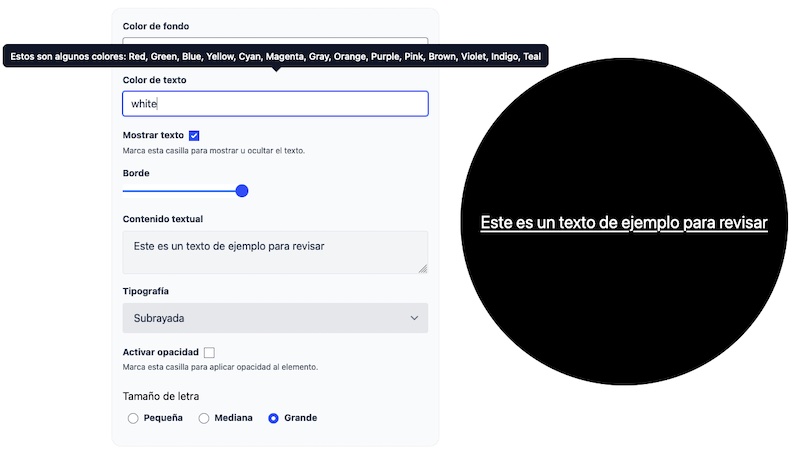 Color de fondo
Estos son algunos colores: Red, Green, Blue, Yellow, Cyan, Magenta, Gray, Orange, Purple, Pink, Brown, Violet, Indigo, Teal
Color de texto
white
Mostrar texto
Marca esta casilla para mostrar u ocultar el texto.
Borde
Contenido textual
Este es un texto de ejemplo para revisar
Tipografía
Subrayada
Activar opacidad
Marca esta casilla para aplicar opacidad al elemento.
Tamaño de letra
Pequeña Mediana Grande
Este es un texto de ejemplo para revisar